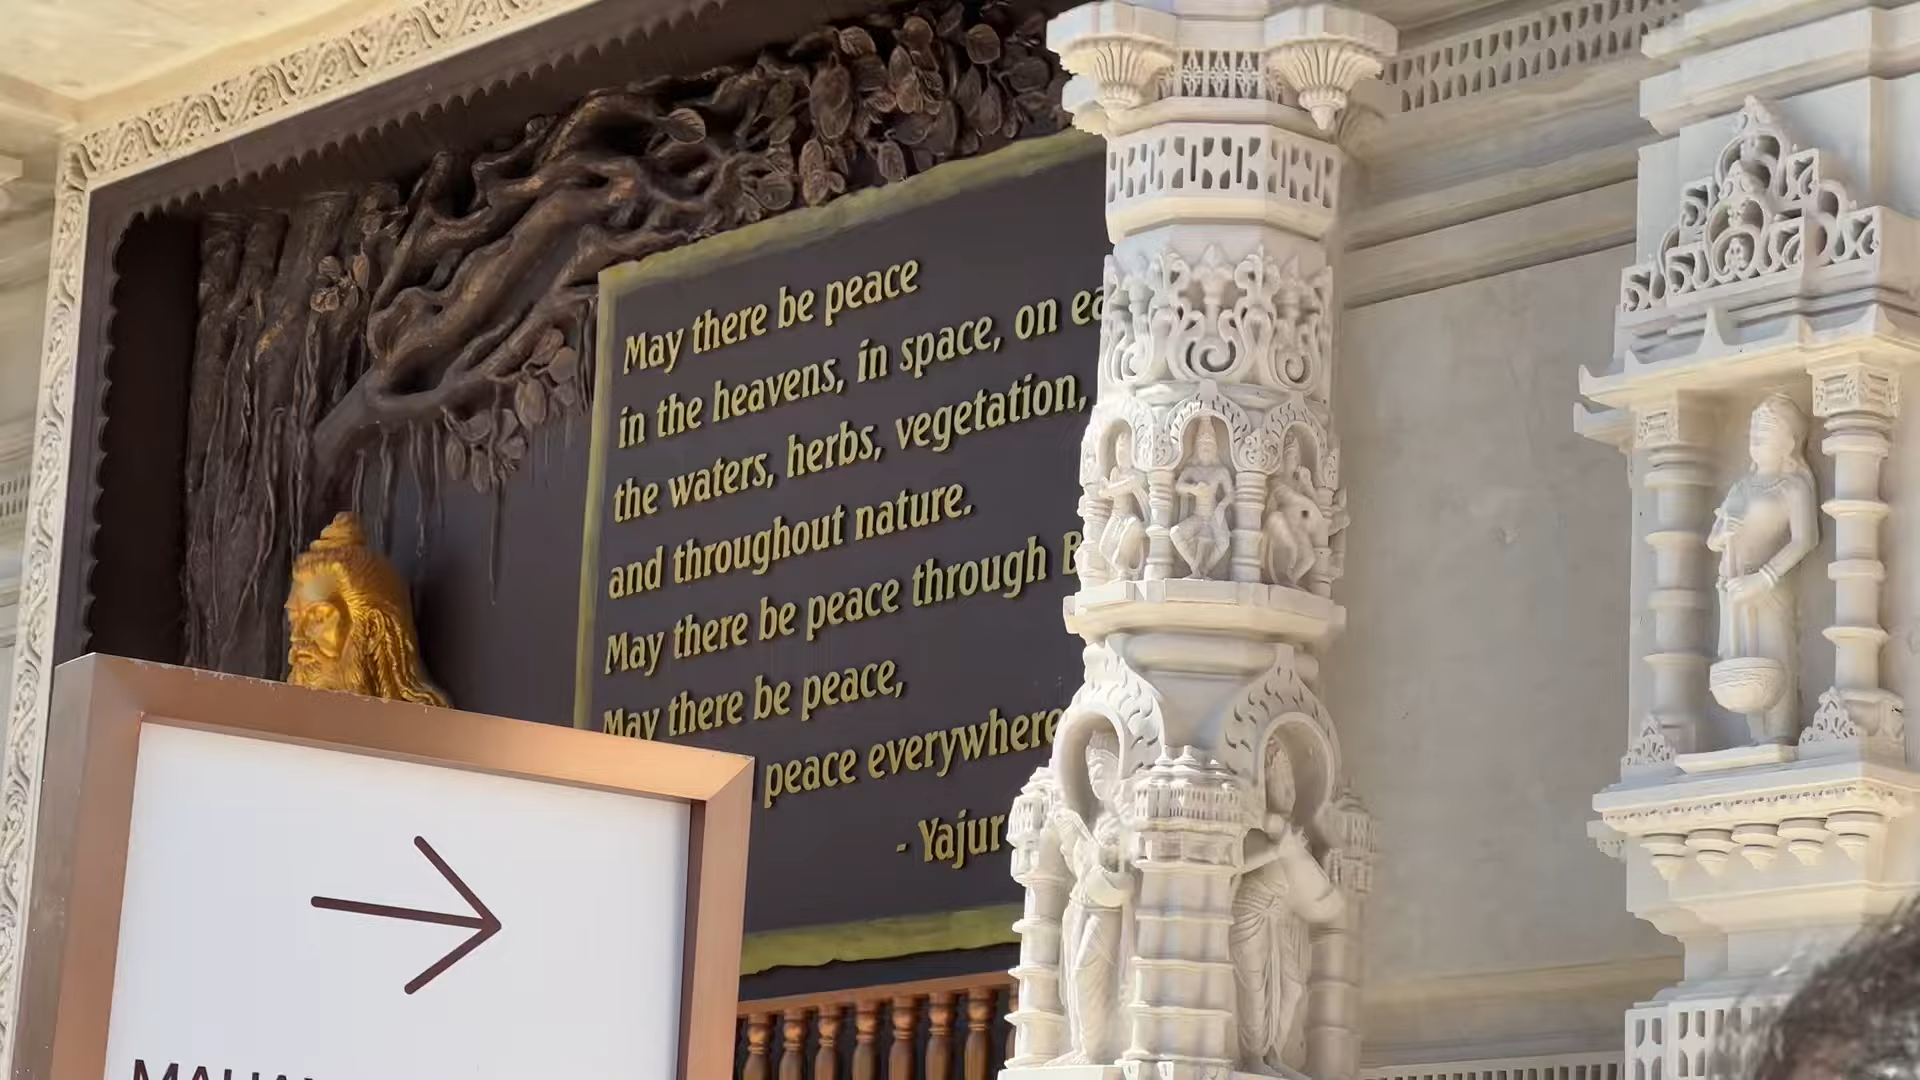 May there be peace
in the heavens, in space, on ea
the waters, herbs, vegetation,
and throughout nature.
May there be peace through B
May there be peace,
peace everywhere
- Yajur